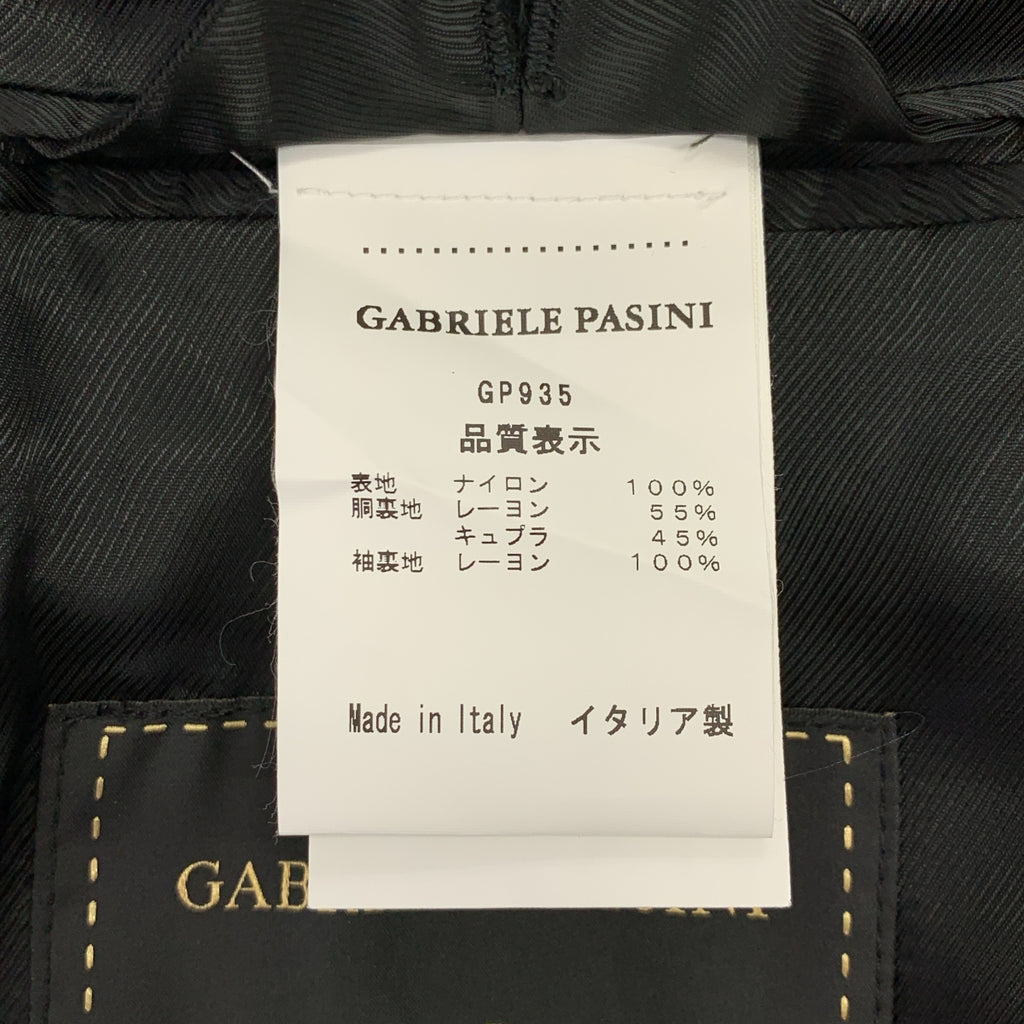 GABRIELE PASINI
GP935
品質表示
表地 ナイロン 100%
胴裏地 レーヨン 55%
キュプラ 45%
袖裏地 レーヨン 100%
Made in Italy イタリア製